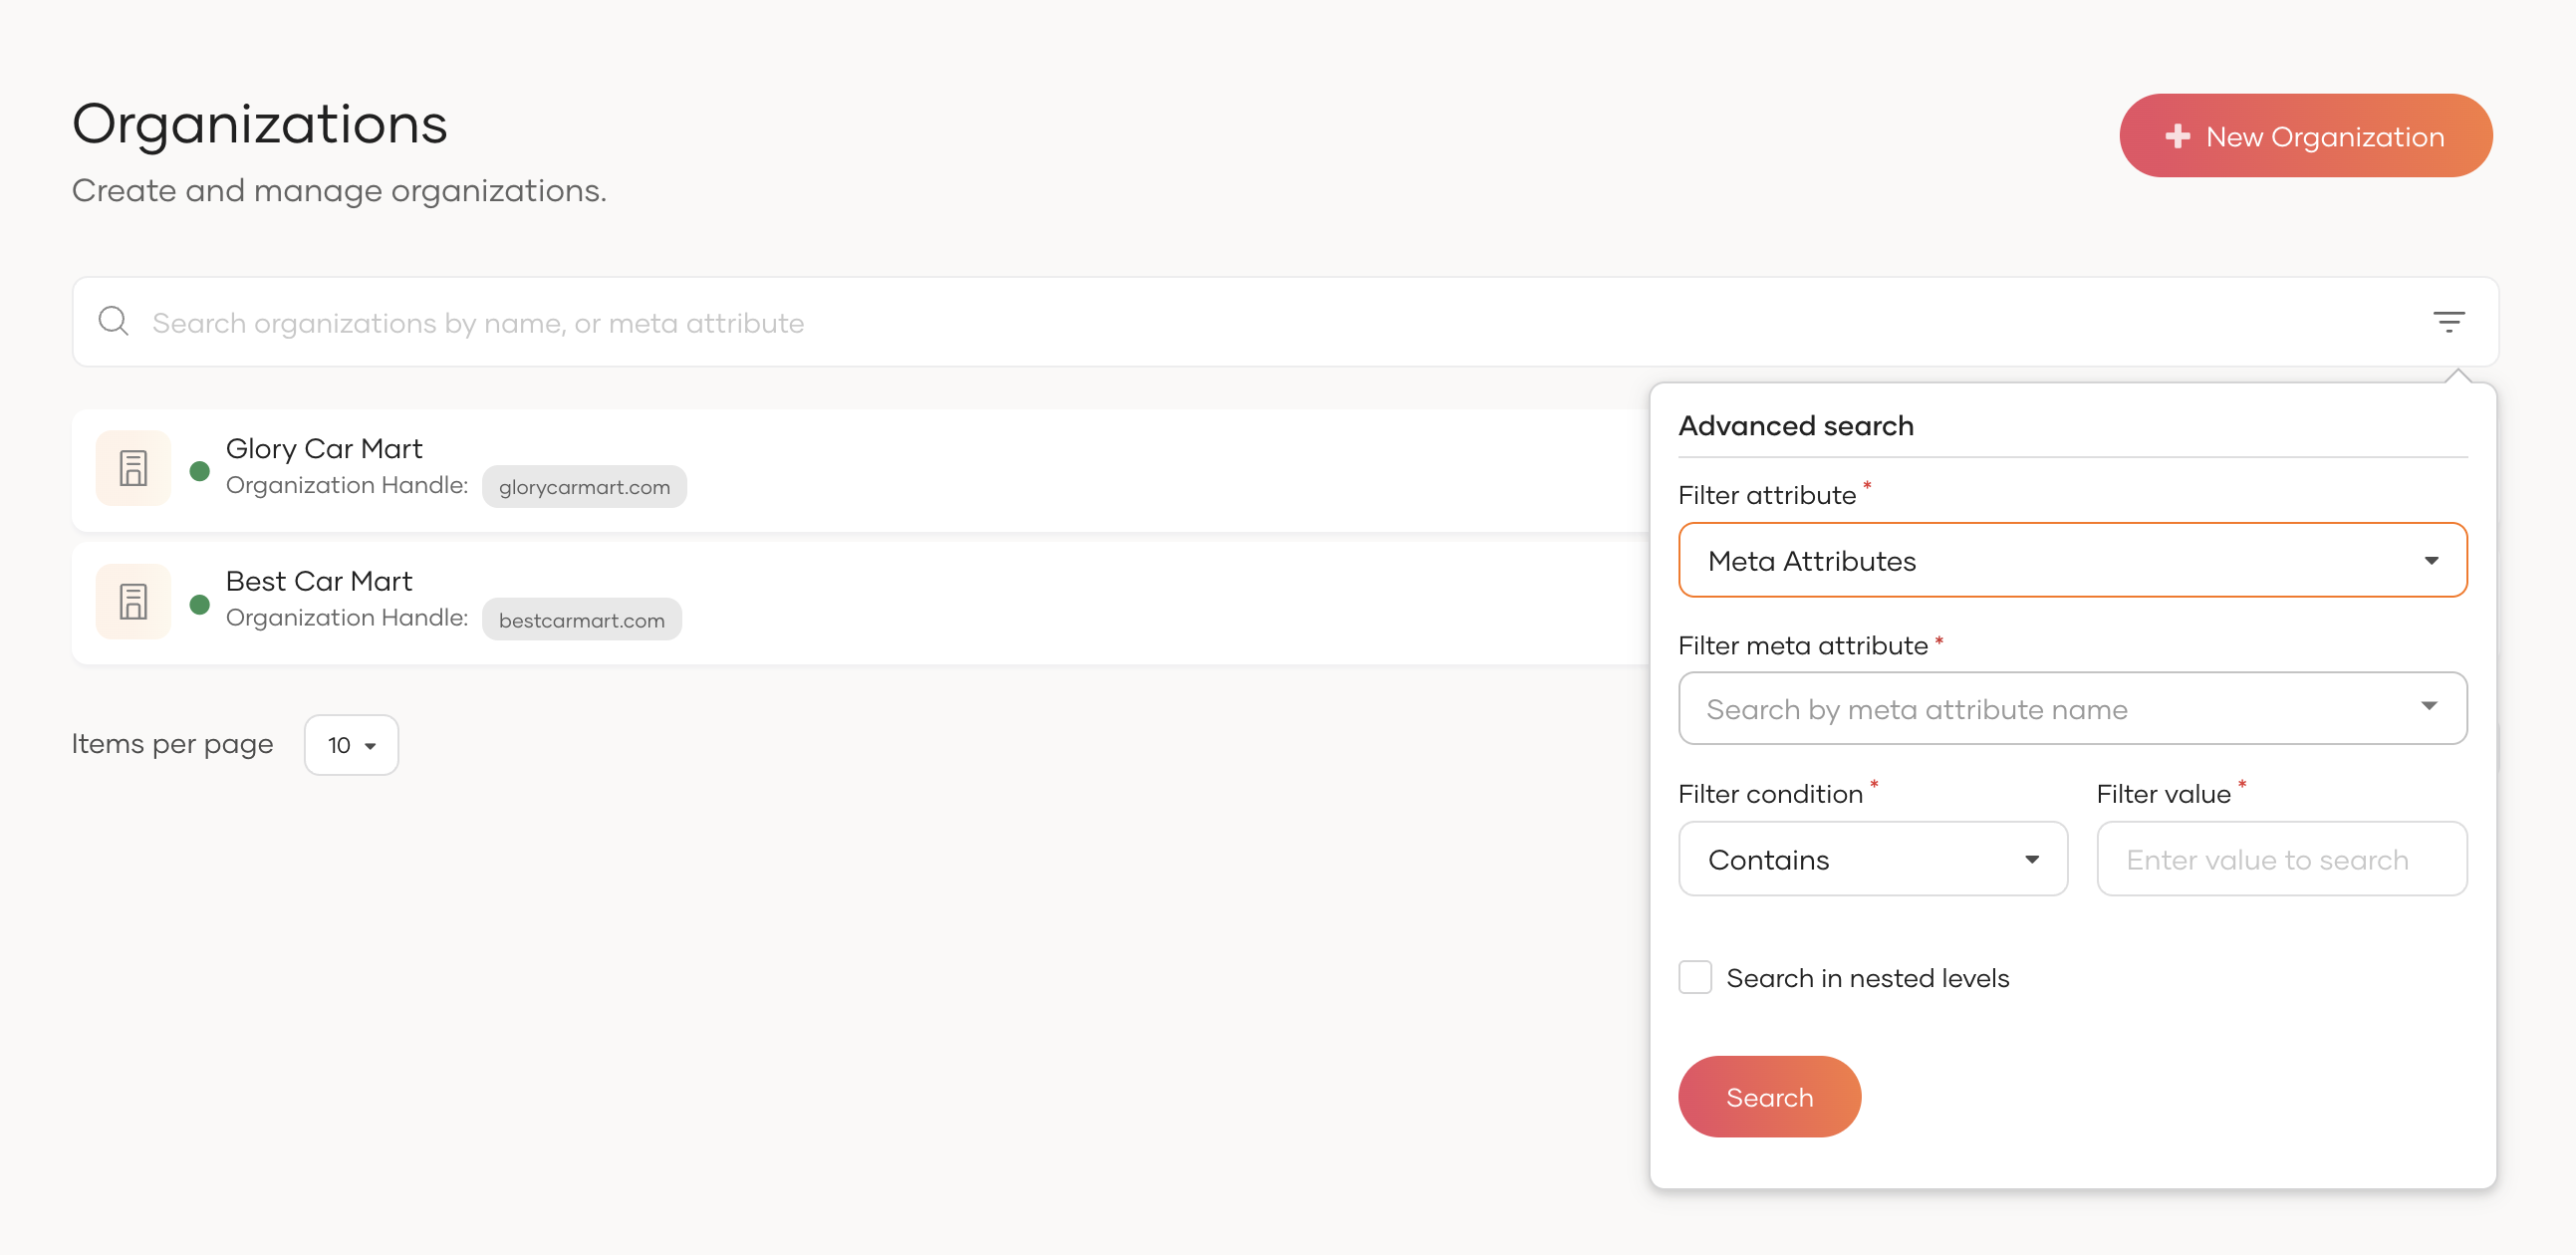 Organizations
Create and manage organizations.
New Organization
Search organizations by name, or meta attribute
Glory Car Mart
Organization Handle: glorycarmart.com
Best Car Mart
Organization Handle: bestcarmart.com
Items per page 10
Advanced search
Filter attribute *
Meta Attributes
Filter meta attribute *
Search by meta attribute name
Filter condition * Filter value *
Contains Enter value to search
Search in nested levels
Search